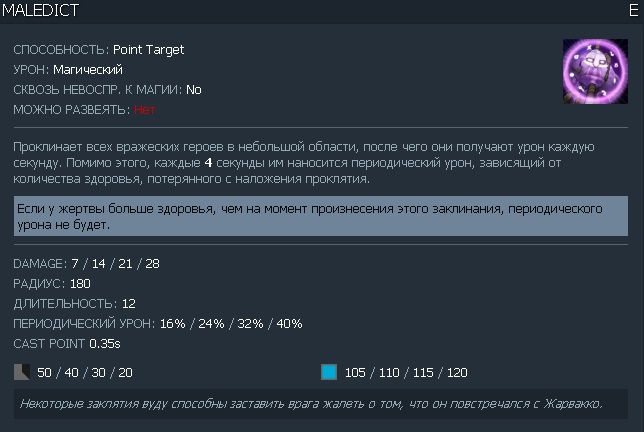 MALEDICT E
СПОСОБНОСТЬ: Point Target
УРОН: Магический
СКВОЗЬ НЕВОСПР. К МАГИИ: No
МОЖНО РАЗВЕЯТЬ: Нет
Проклинает всех вражеских героев в небольшой области, после чего они получают урон каждую
секунду. Помимо этого, каждые 4 секунды им наносится периодический урон, зависящий от
количества здоровья, потерянного с наложения проклятия.
Если у жертвы больше здоровья, чем на момент произнесения этого заклинания, периодического
урона не будет.
DAMAGE: 7 / 14 / 21 / 28
РАДИУС: 180
ДЛИТЕЛЬНОСТЬ: 12
ПЕРИОДИЧЕСКИЙ УРОН: 16% / 24% / 32% / 40%
CAST POINT 0.35s
50 / 40 / 30 / 20 105 / 110 / 115 / 120
Некоторые заклятия вуду способны заставить врага жалеть о том, что он повстречался с Жарвакко.